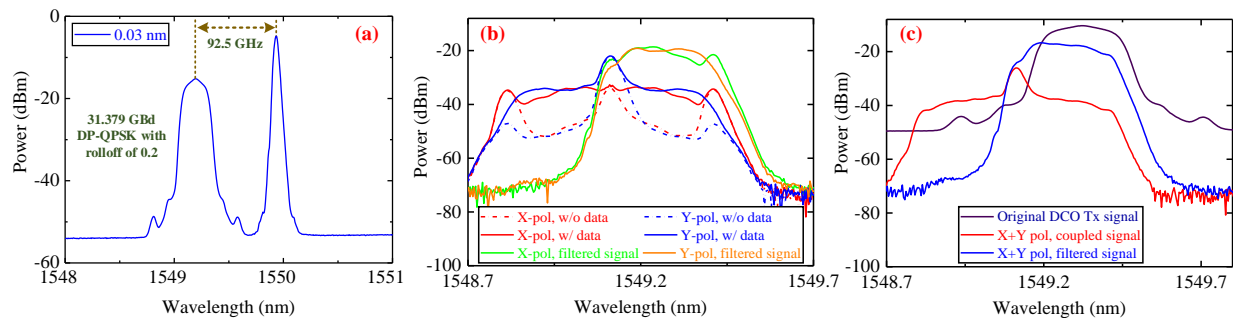 0
-20
-40
-60
Power (dBm)
1548
1549
1550
1551
Wavelength (nm)
0.03 nm
(a)
92.5 GHz
31.379 GBd
DP-QPSK with
rolloff of 0.2
0
-20
-40
-60
-80
-100
Power (dBm)
1548.7
1549.2
1549.7
Wavelength (nm)
(b)
X-pol, w/o data
Y-pol, w/o data
X-pol, w/ data
Y-pol, w/ data
X-pol, filtered signal
Y-pol, filtered signal
-20
-40
-60
-80
-100
Power (dBm)
1548.7
1549.2
1549.7
Wavelength (nm)
(c)
Original DCO Tx signal
X+Y pol, coupled signal
X+Y pol, filtered signal